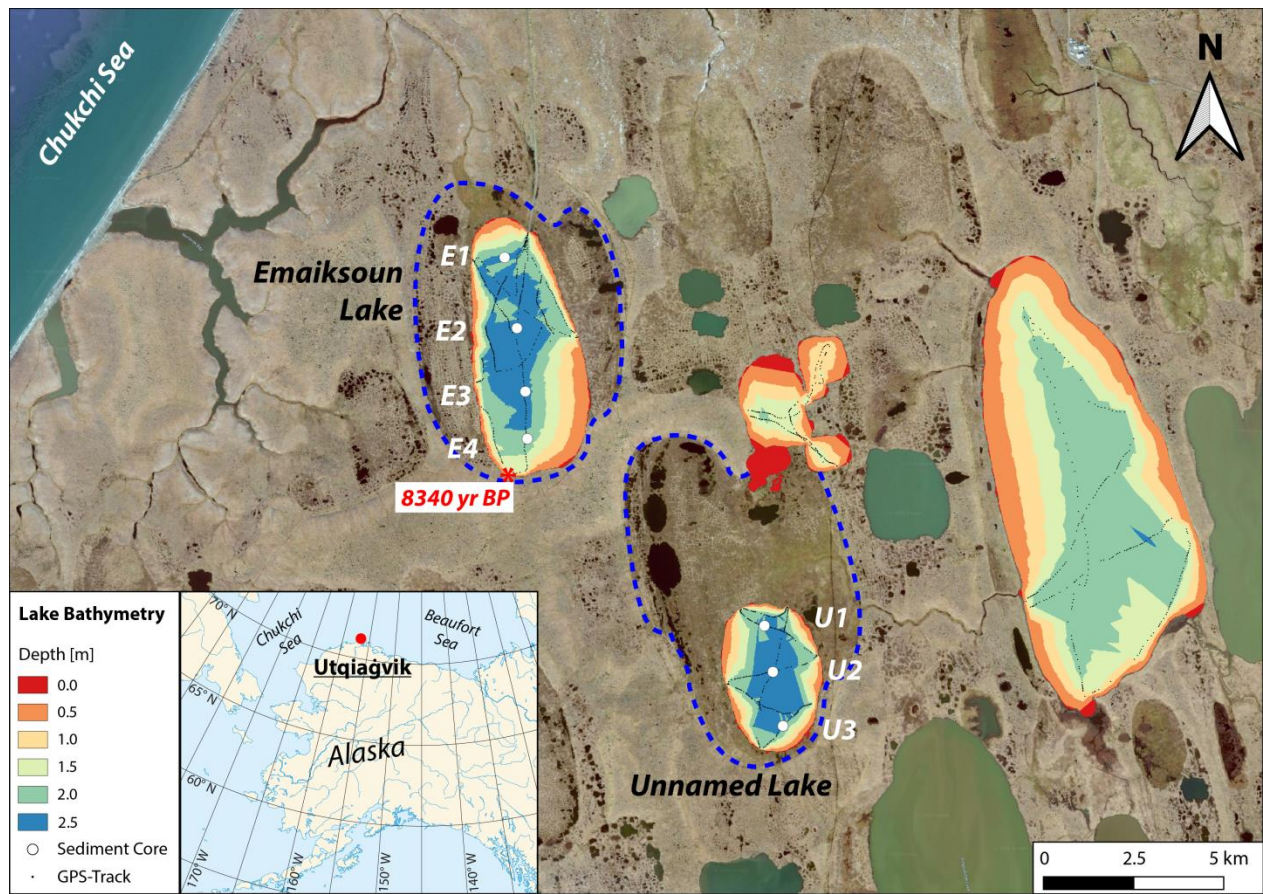 Chukchi Sea
N
E1
Emaiksoun
Lake
E2
E3
E4
*
8340 yr BP
U1
U2
U3
Unnamed Lake
Lake Bathymetry
Depth [m]
0.0
0.5
1.0
1.5
2.0
2.5
Sediment Core
GPS-Track
70° N
65° N
60° N
Chukchi
Sea
Beaufort
Sea
Utqiaġvik
Alaska
170° W
160° W
150° W
140° W
0 2.5 5 km